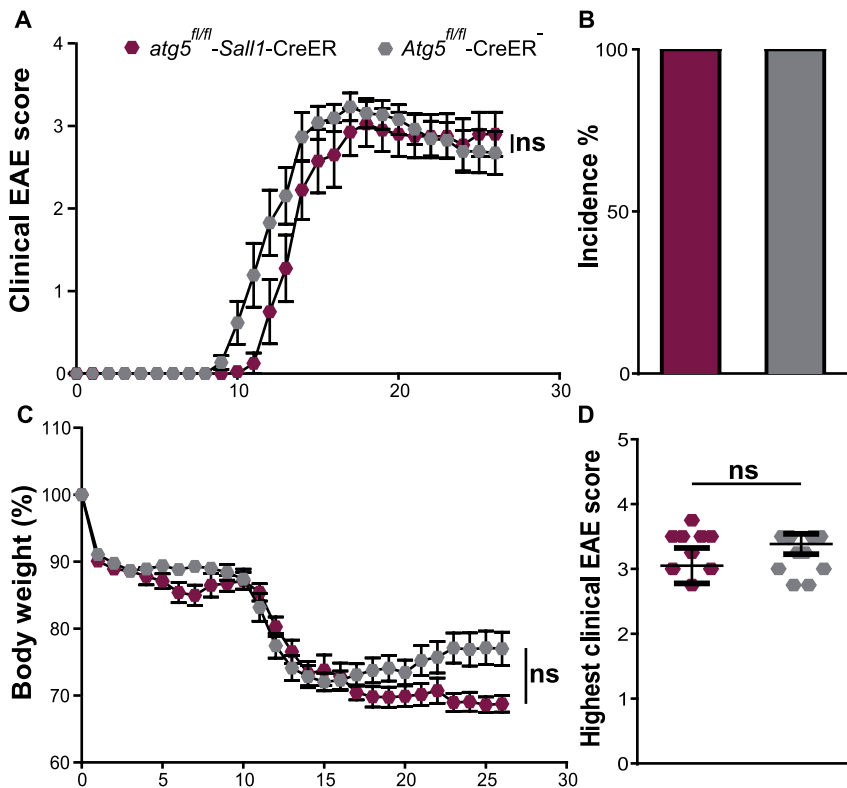 A
atg5fl/fl-Sall1-CreER
Atg5fl/fl-CreER-
Clinical EAE score
4
3
2
1
0
0
10
20
30
ns
B
Incidence %
100
50
0
C
Body weight (%)
110
100
90
80
70
60
0
5
10
15
20
25
30
ns
D
Highest clinical EAE score
5
4
3
2
1
0
ns